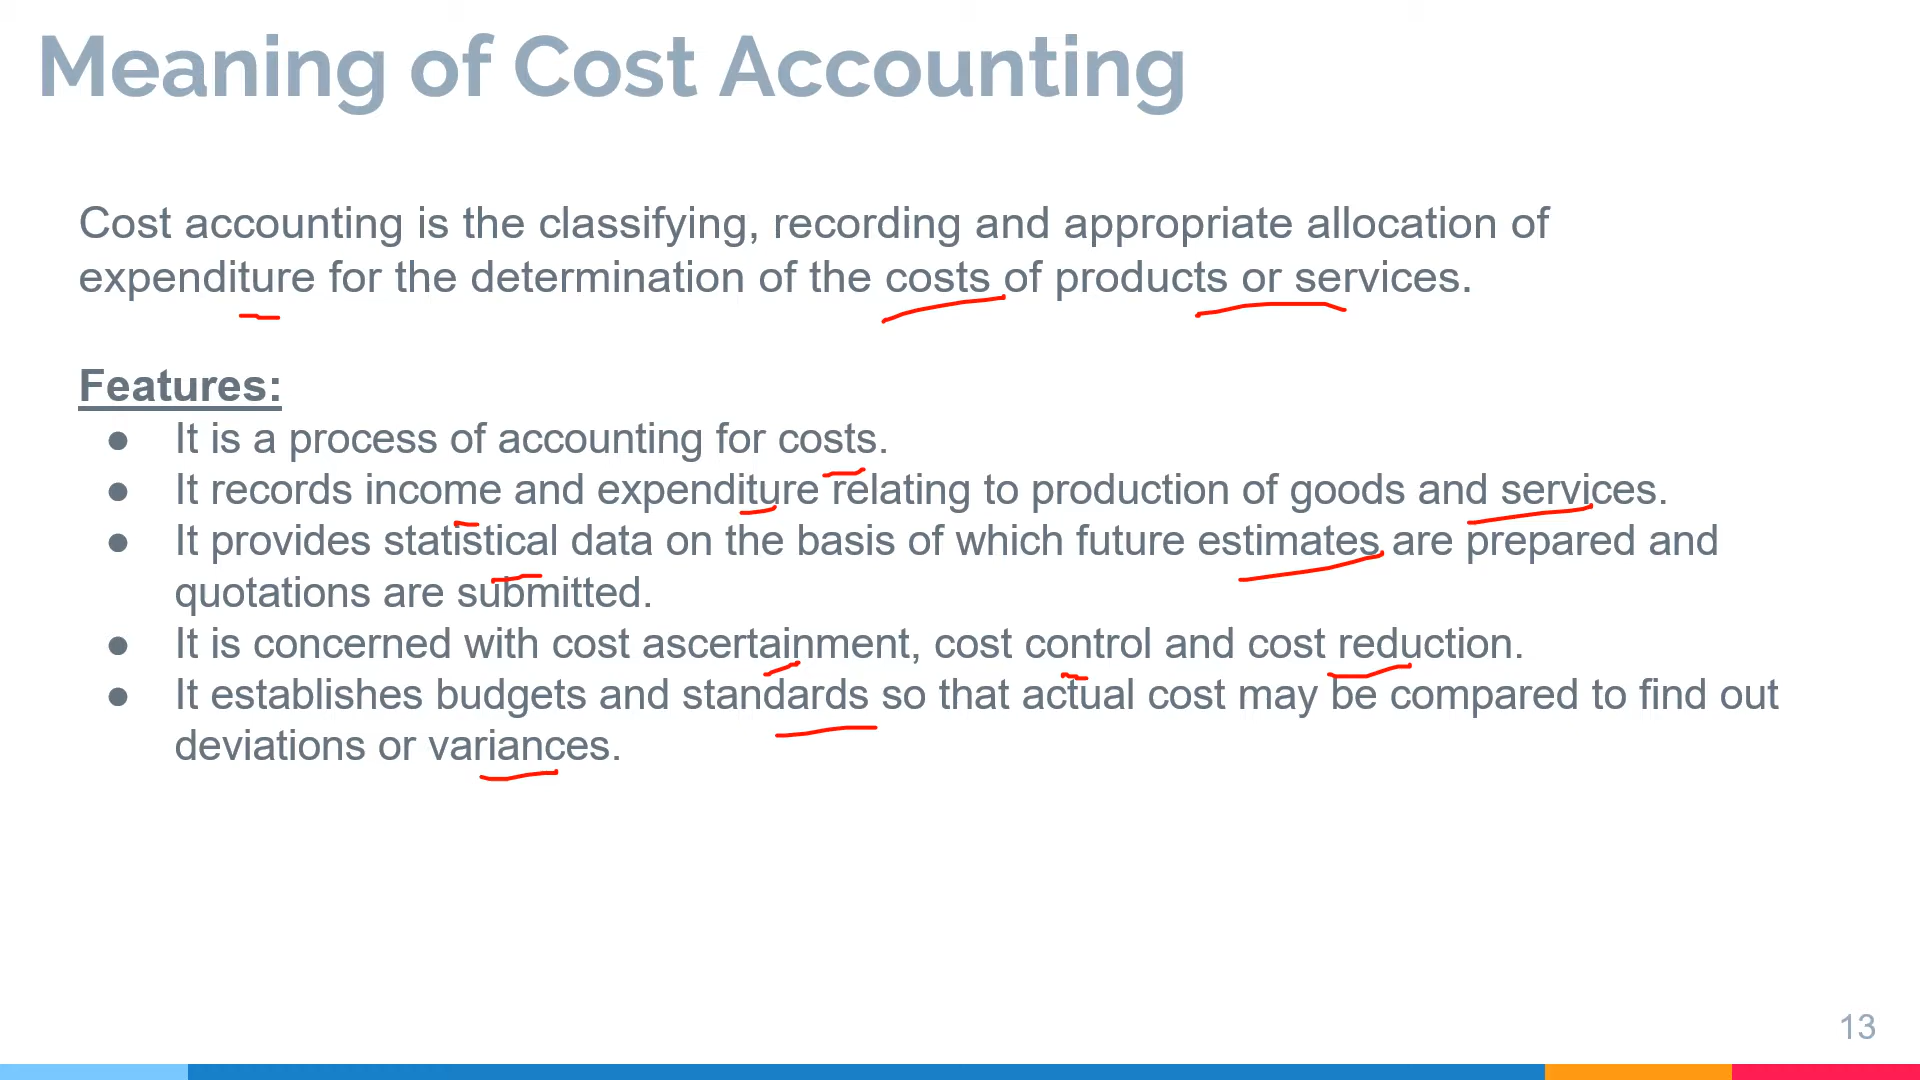 Meaning of Cost Accounting
Cost accounting is the classifying, recording and appropriate allocation of
expenditure for the determination of the costs of products or services.
Features:
● It is a process of accounting for costs.
● It records income and expenditure relating to production of goods and services.
● It provides statistical data on the basis of which future estimates are prepared and
quotations are submitted.
● It is concerned with cost ascertainment, cost control and cost reduction.
● It establishes budgets and standards so that actual cost may be compared to find out
deviations or variances.
13